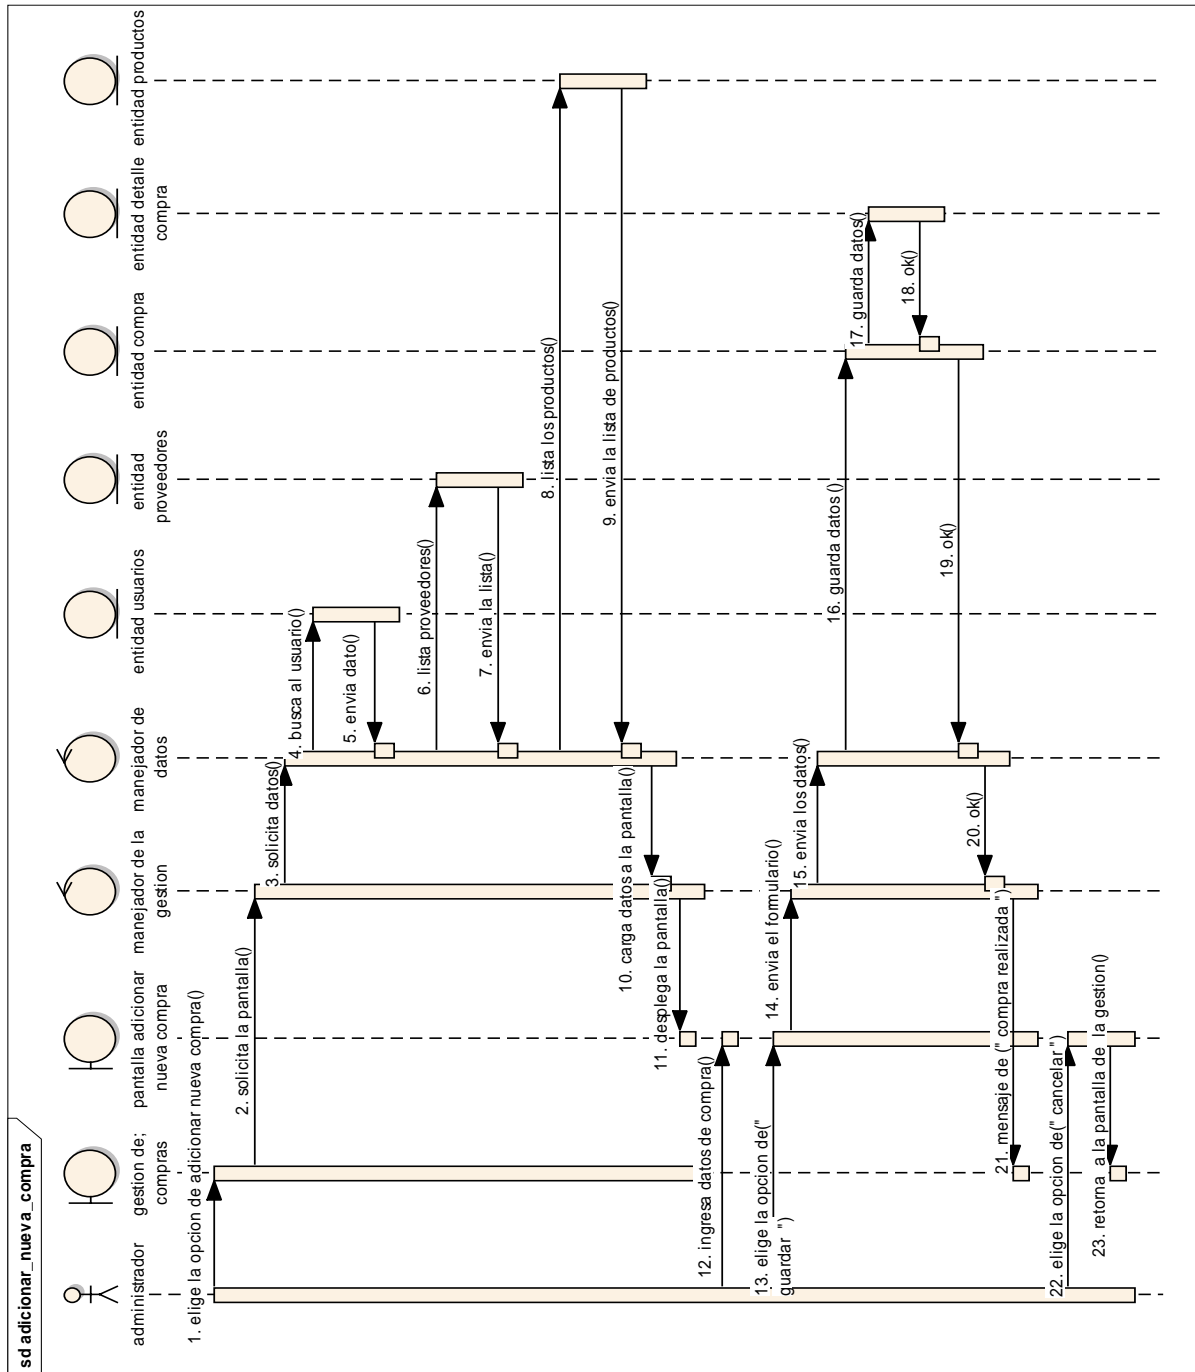 sd adicionar_nueva_compra
administrador
gestion de;
compras
pantalla adicionar
nueva compra
manejador de la
gestion
manejador de
datos
entidad usuarios
entidad
proveedores
entidad compra
entidad detalle
compra
entidad productos
1. elige la opcion de adicionar nueva compra()
2. solicita la pantalla()
3. solicita datos()
4. busca al usuario()
5. envia dato()
6. lista proveedores()
7. envia la lista()
8. lista los productos()
9. envia la lista de productos()
10. carga datos a la pantalla()
11. desplega la pantalla()
12. ingresa datos de compra()
13. elige la opcion de("
guardar ")
14. envia el formulario()
15. envia los datos()
16. guarda datos ()
17. guarda datos()
18. ok()
19. ok()
20. ok()
21. mensaje de (" compra realizada ")
22. elige la opcion de(" cancelar ")
23. retorna a la pantalla de la gestion()